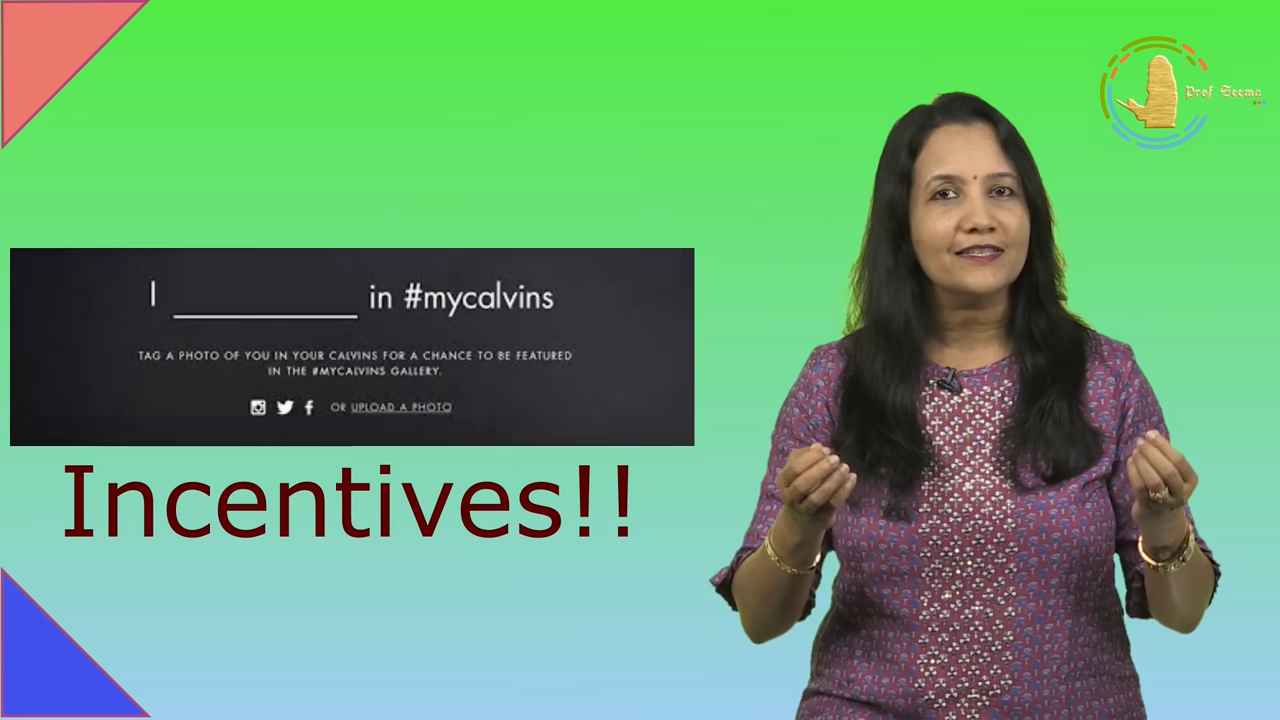 Prof Seema
I ____________ in #mycalvins
TAG A PHOTO OF YOU IN YOUR CALVINS FOR A CHANCE TO BE FEATURED
IN THE #MYCALVINS GALLERY.
OR UPLOAD A PHOTO
Incentives!!